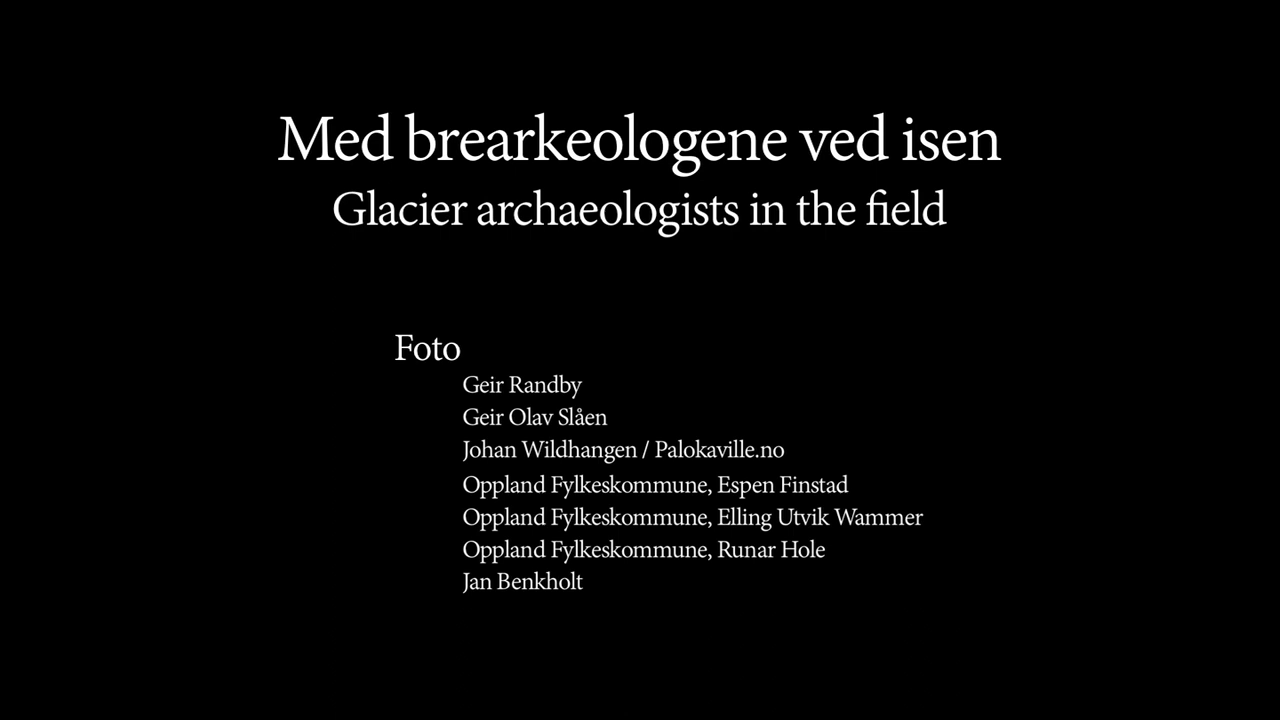 Med brearkeologene ved isen
Glacier archaeologists in the field
Foto
Geir Randby
Geir Olav Slåen
Johan Wildhangen / Palokaville.no
Oppland Fylkeskommune, Espen Finstad
Oppland Fylkeskommune, Elling Utvik Wammer
Oppland Fylkeskommune, Runar Hole
Jan Benkholt